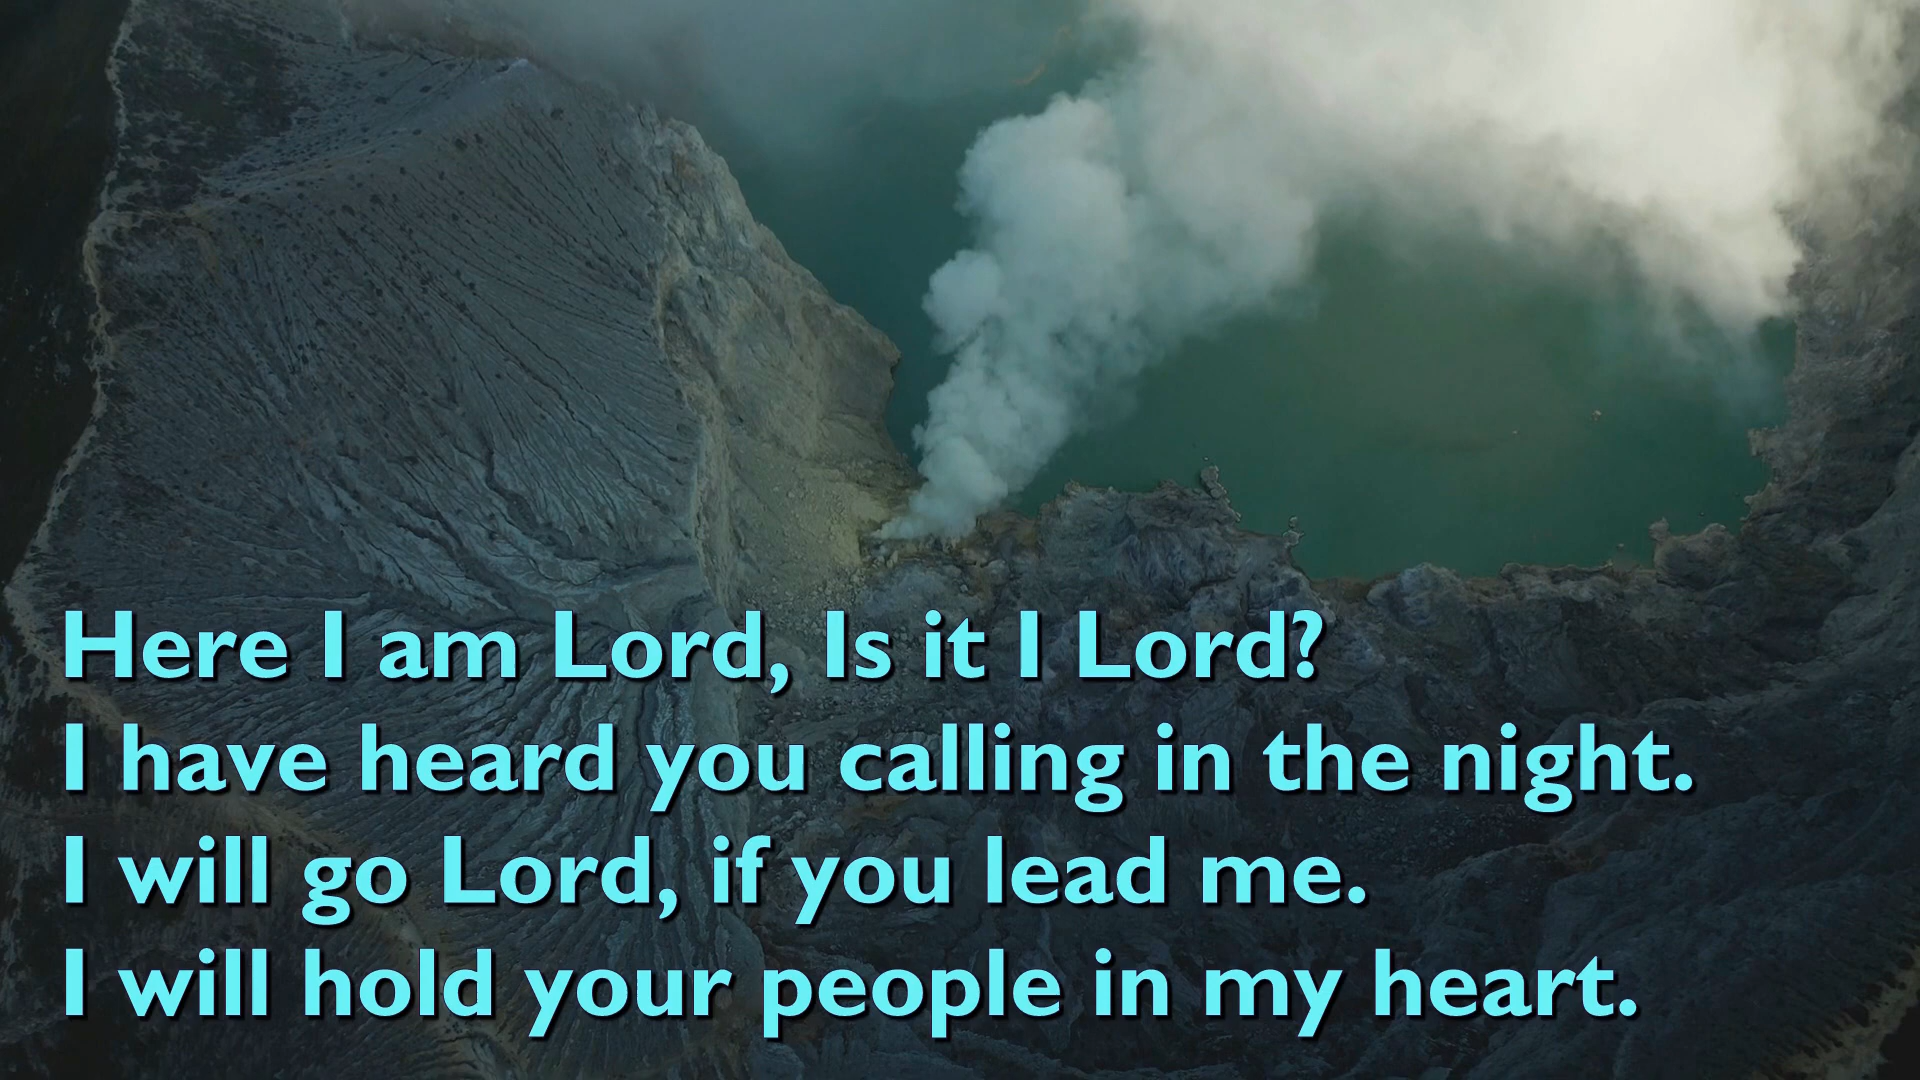 Here I am Lord, Is it I Lord?
I have heard you calling in the night.
I will go Lord, if you lead me.
I will hold your people in my heart.